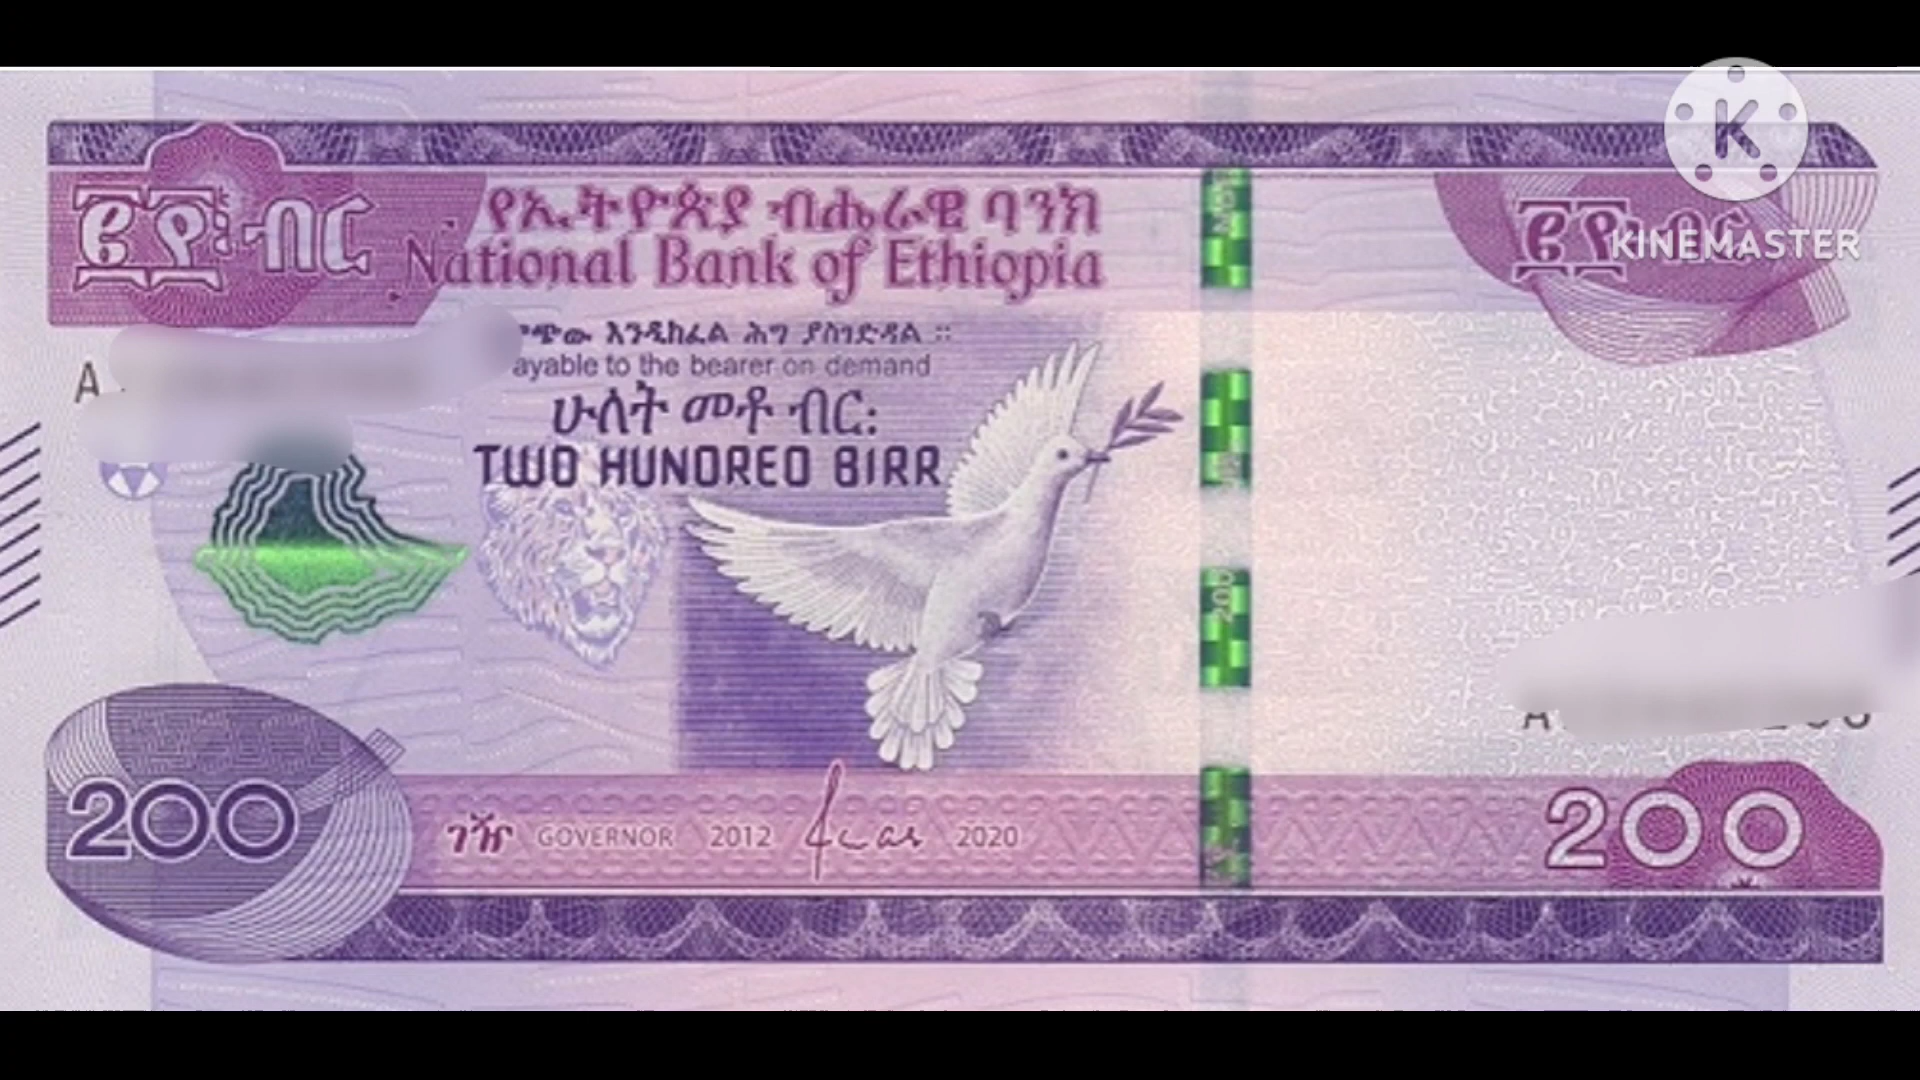 ፪፻፡ብር
የኢትዮጵያ ብሔራዊ ባንክ
National Bank of Ethiopia
K
KINEMASTER
እንዲከፈል ሕግ ያስገድዳል ፡፡
ayable to the bearer on demand
ሁለት መቶ ብር፡
TWO HUNDRED BIRR
A
200
200
ገዥ GOVERNOR 2012 2020
200
A